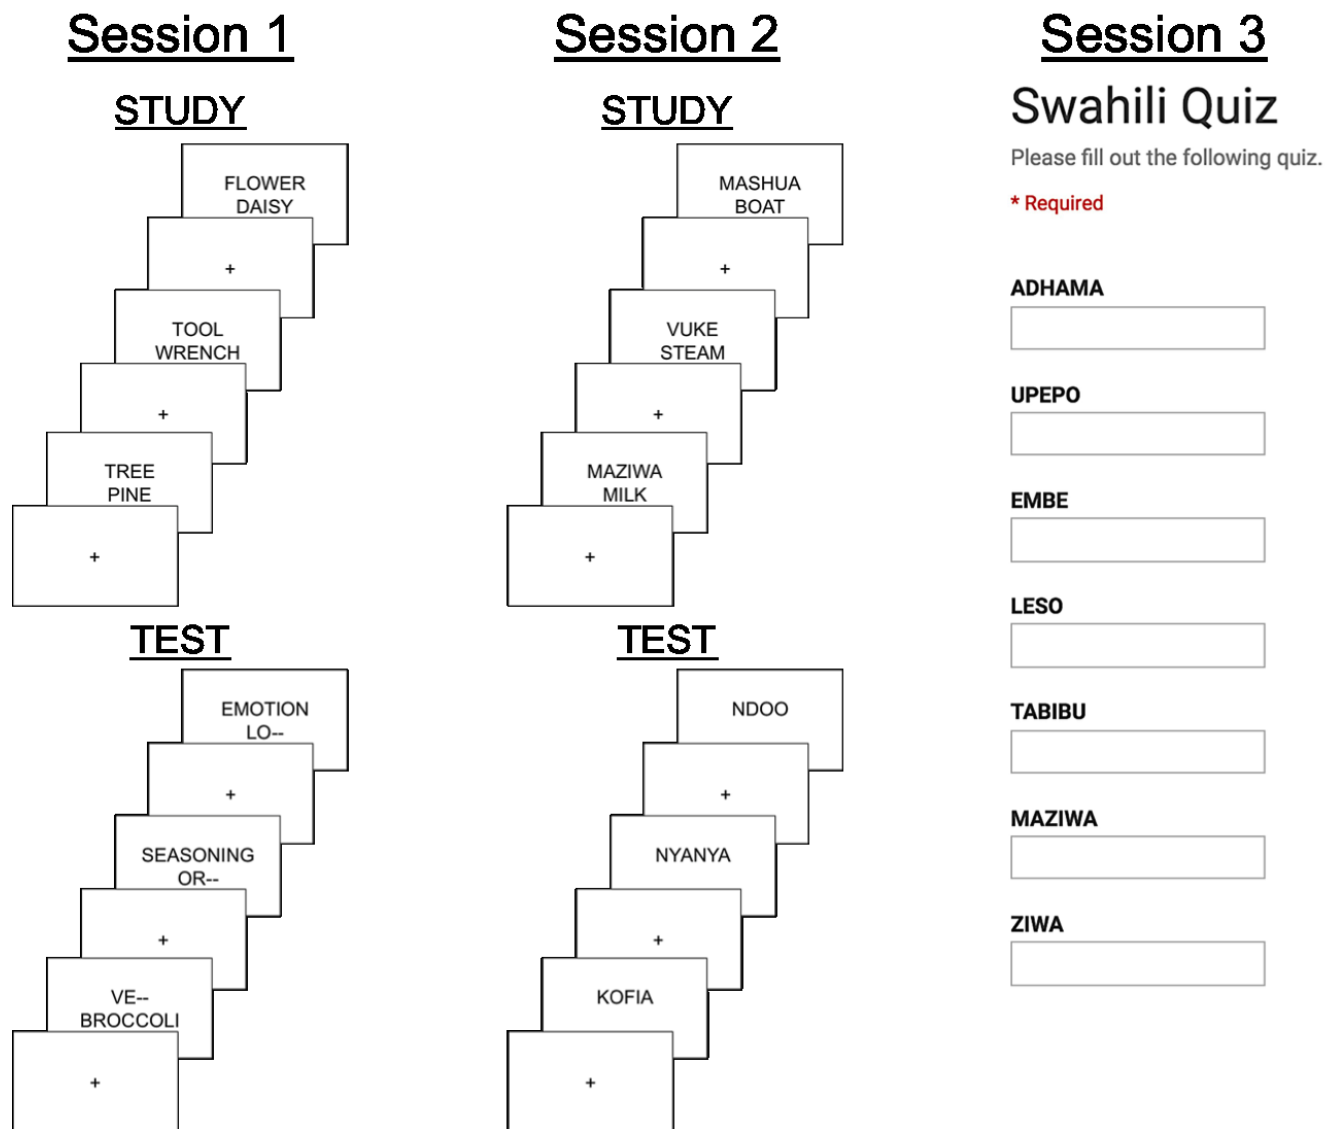 Session 1
STUDY
FLOWER
DAISY
+
TOOL
WRENCH
+
TREE
PINE
+
TEST
EMOTION
LO--
+
SEASONING
OR--
+
VE--
BROCCOLI
+
Session 2
STUDY
MASHUA
BOAT
+
VUKE
STEAM
+
MAZIWA
MILK
+
TEST
NDOO
+
NYANYA
+
KOFIA
+
Session 3
Swahili Quiz
Please fill out the following quiz.
* Required
ADHAMA
UPEPO
EMBE
LESO
TABIBU
MAZIWA
ZIWA